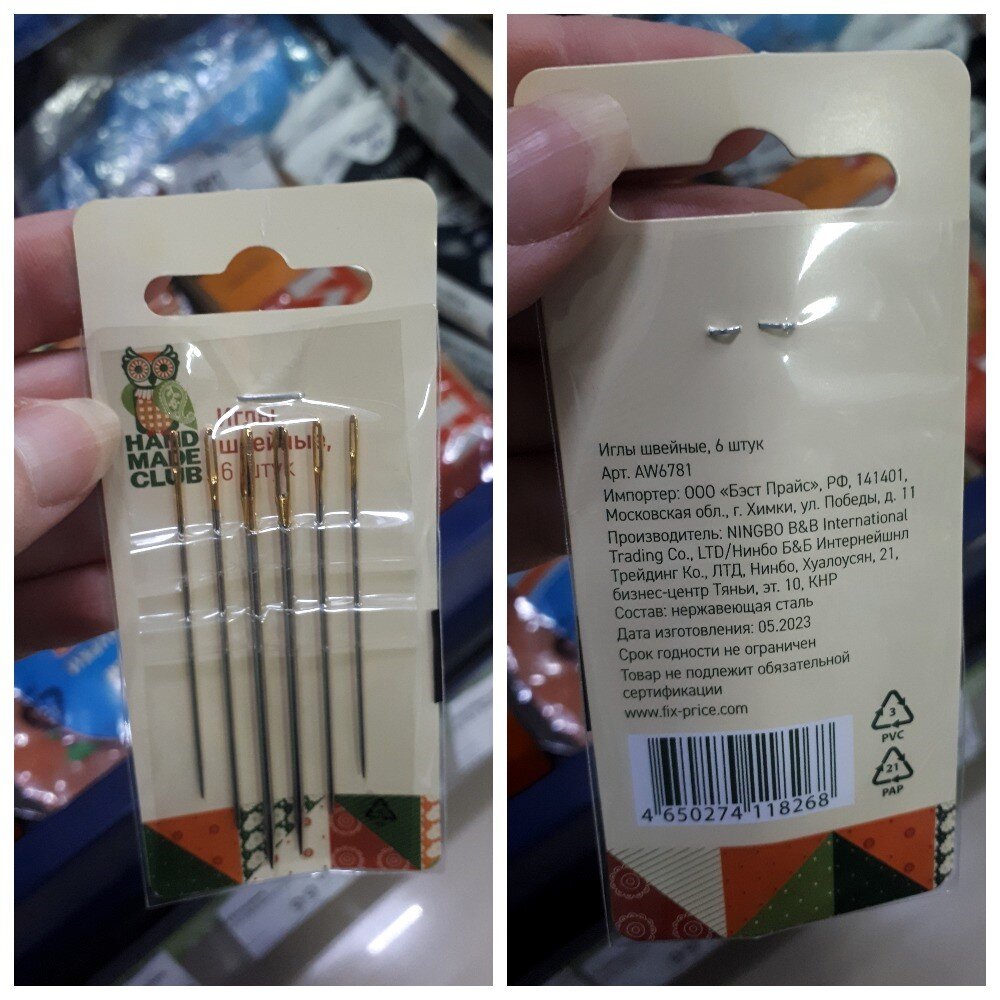 HAND
MADE
CLUB
Иглы
швейные,
6 штук
Иглы швейные, 6 штук
Арт. AW6781
Импортер: ООО «Бэст Прайс», РФ, 141401,
Московская обл., г. Химки, ул. Победы, д. 11
Производитель: NINGBO B&B International
Trading Co., LTD/Нинбо Б&Б Интернейшнл
Трейдинг Ко., ЛТД, Нинбо, Хуалоусян, 21,
бизнес-центр Тяньи, эт. 10, КНР
Состав: нержавеющая сталь
Дата изготовления: 05.2023
Срок годности не ограничен
Товар не подлежит обязательной
сертификации
www.fix-price.com
3
PVC
21
PAP
4 650274 118268